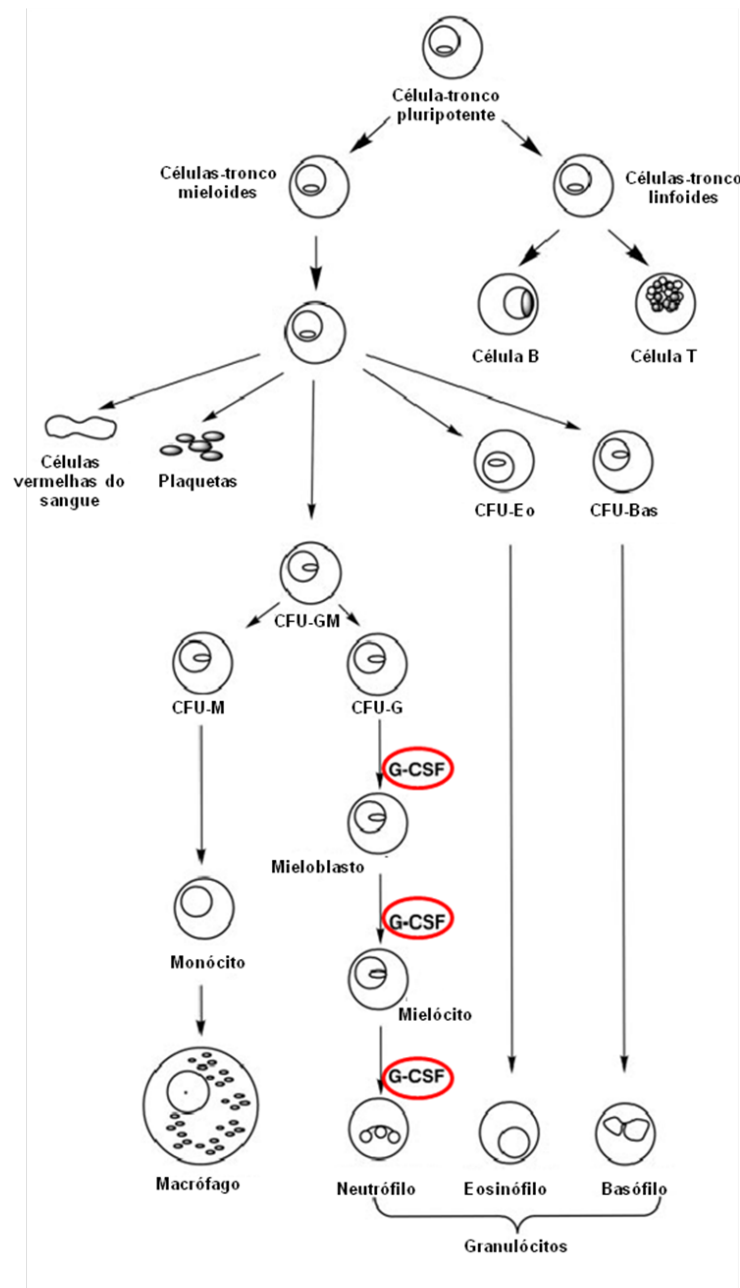 Célula-tronco
pluripotente
Células-tronco
mieloides
Células-tronco
linfoides
Célula B
Célula T
Células
vermelhas do
sangue
Plaquetas
CFU-Eo
CFU-Bas
CFU-GM
CFU-M
CFU-G
G-CSF
Mieloblasto
G-CSF
Monócito
Mielócito
G-CSF
Macrófago
Neutrófilo
Eosinófilo
Basófilo
Granulócitos